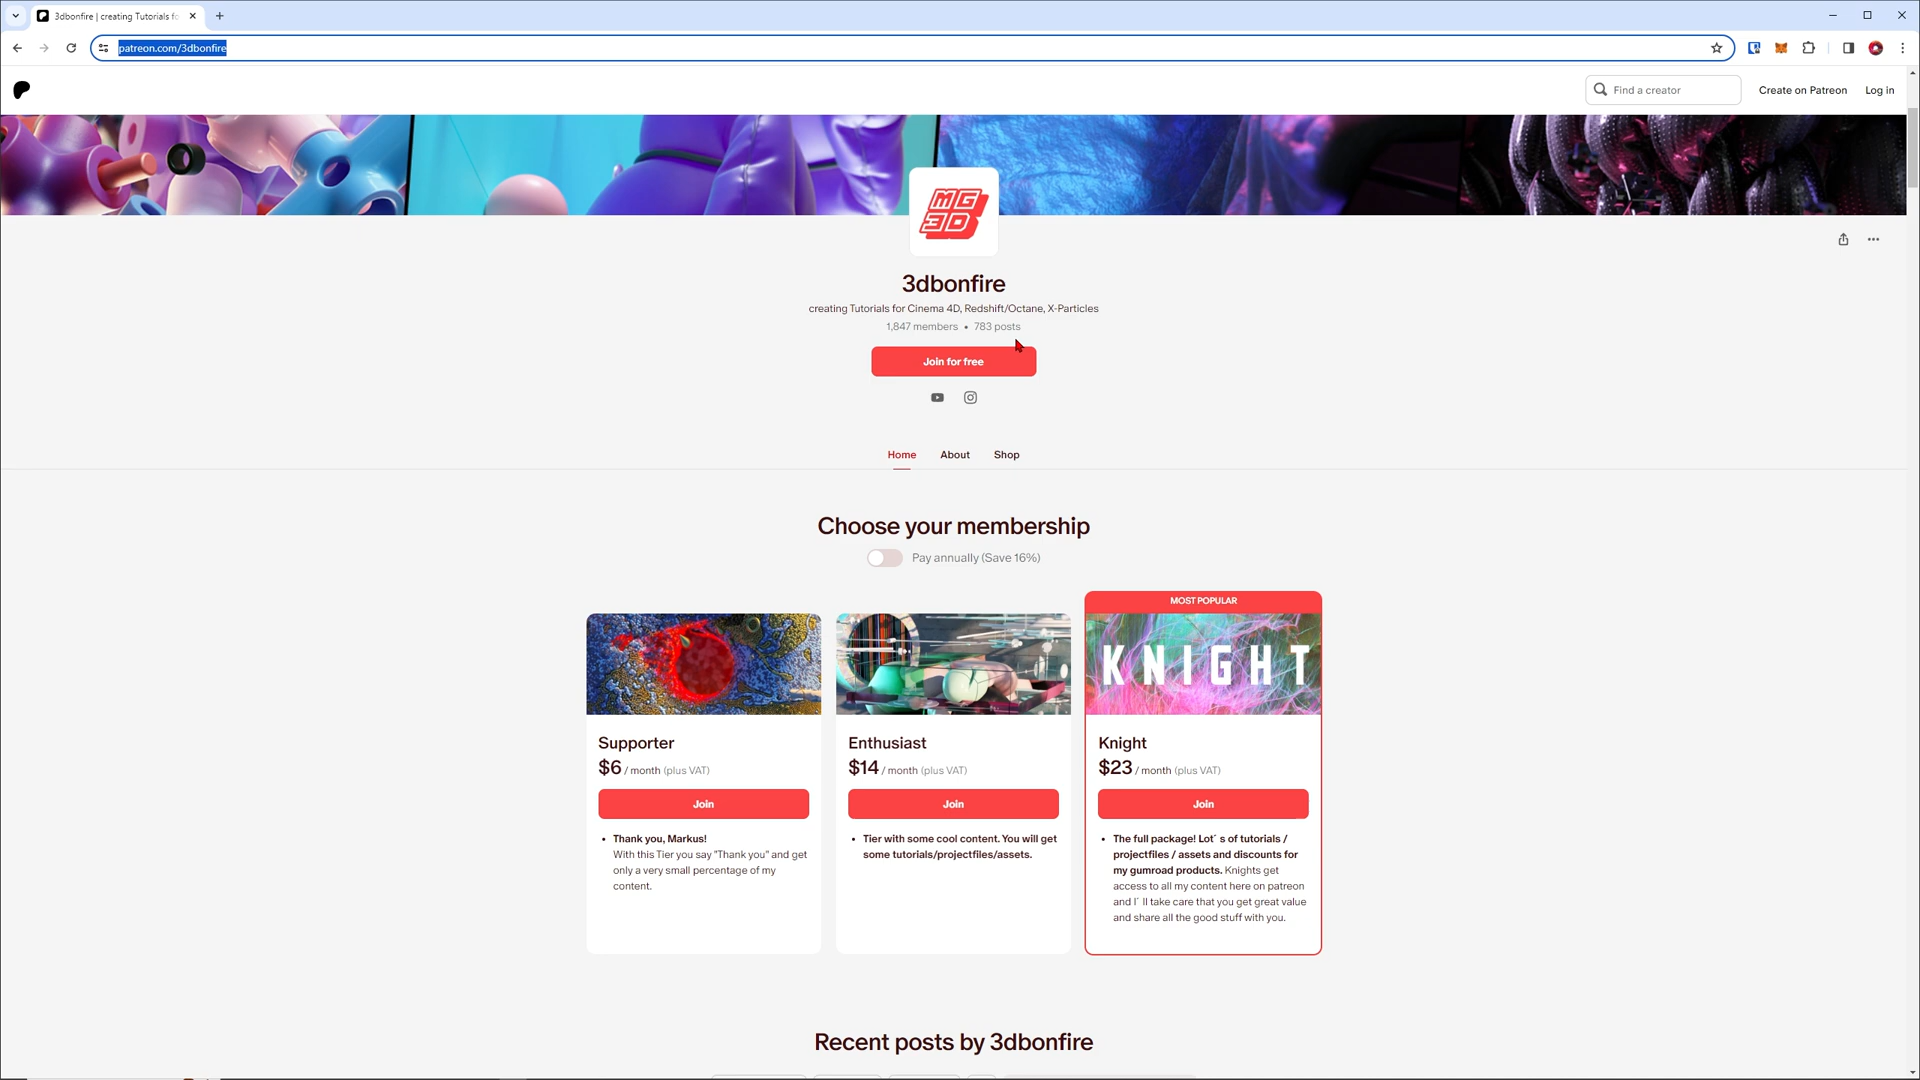 3dbonfire | creating Tutorials fo
patreon.com/3dbonfire
Find a creator
Create on Patreon
Log in
MG
3D
3dbonfire
creating Tutorials for Cinema 4D, Redshift/Octane, X-Particles
1,847 members • 783 posts
Join for free
Home
About
Shop
Choose your membership
Pay annually (Save 16%)
Supporter
$6 / month (plus VAT)
Join
• Thank you, Markus!
With this Tier you say "Thank you" and get
only a very small percentage of my
content.
Enthusiast
$14 / month (plus VAT)
Join
• Tier with some cool content. You will get
some tutorials/projectfiles/assets.
MOST POPULAR
KNIGHT
Knight
$23 / month (plus VAT)
Join
• The full package! Lot´s of tutorials /
projectfiles / assets and discounts for
my gumroad products. Knights get
access to all my content here on patreon
and I´ll take care that you get great value
and share all the good stuff with you.
Recent posts by 3dbonfire